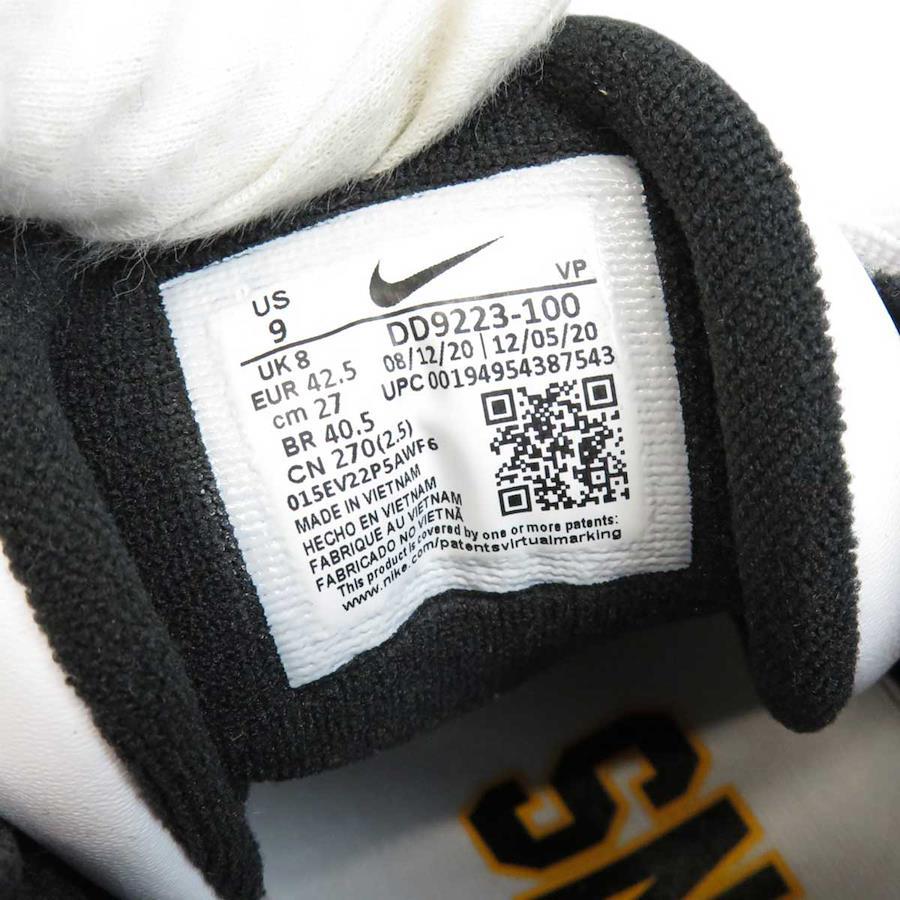 US
9
VP
UK 8
EUR 42.5
cm 27
BR 40.5
CN 270(2.5)
015EV22P5AWF6
MADE IN VIETNAM
HECHO EN VIETNAM
FABRIQUE AU VIETNAM
FABRICADO NO VIETNÃ
This product is covered by one or more patents:
www.nike.com/patentsvirtualmarking
DD9223-100
08/12/20 | 12/05/20
UPC 00194954387543